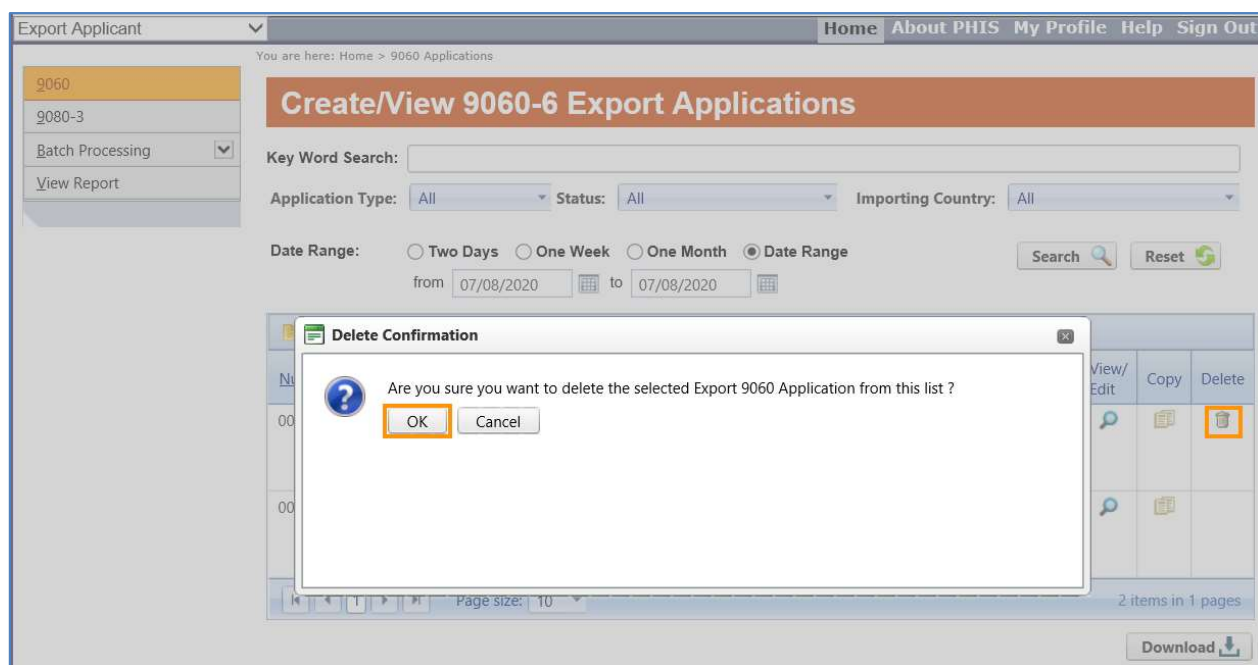 Export Applicant
Home About PHIS My Profile Help Sign Out
You are here: Home > 9060 Applications
9060
9080-3
Batch Processing
View Report
Create/View 9060-6 Export Applications
Key Word Search:
Application Type: All Status: All Importing Country: All
Date Range: Two Days One Week One Month Date Range
Search Reset
from 07/08/2020 to 07/08/2020
Delete Confirmation
Are you sure you want to delete the selected Export 9060 Application from this list ?
OK Cancel
View/
Edit Copy Delete
00
00
1 Page size: 10 2 items in 1 pages
Download